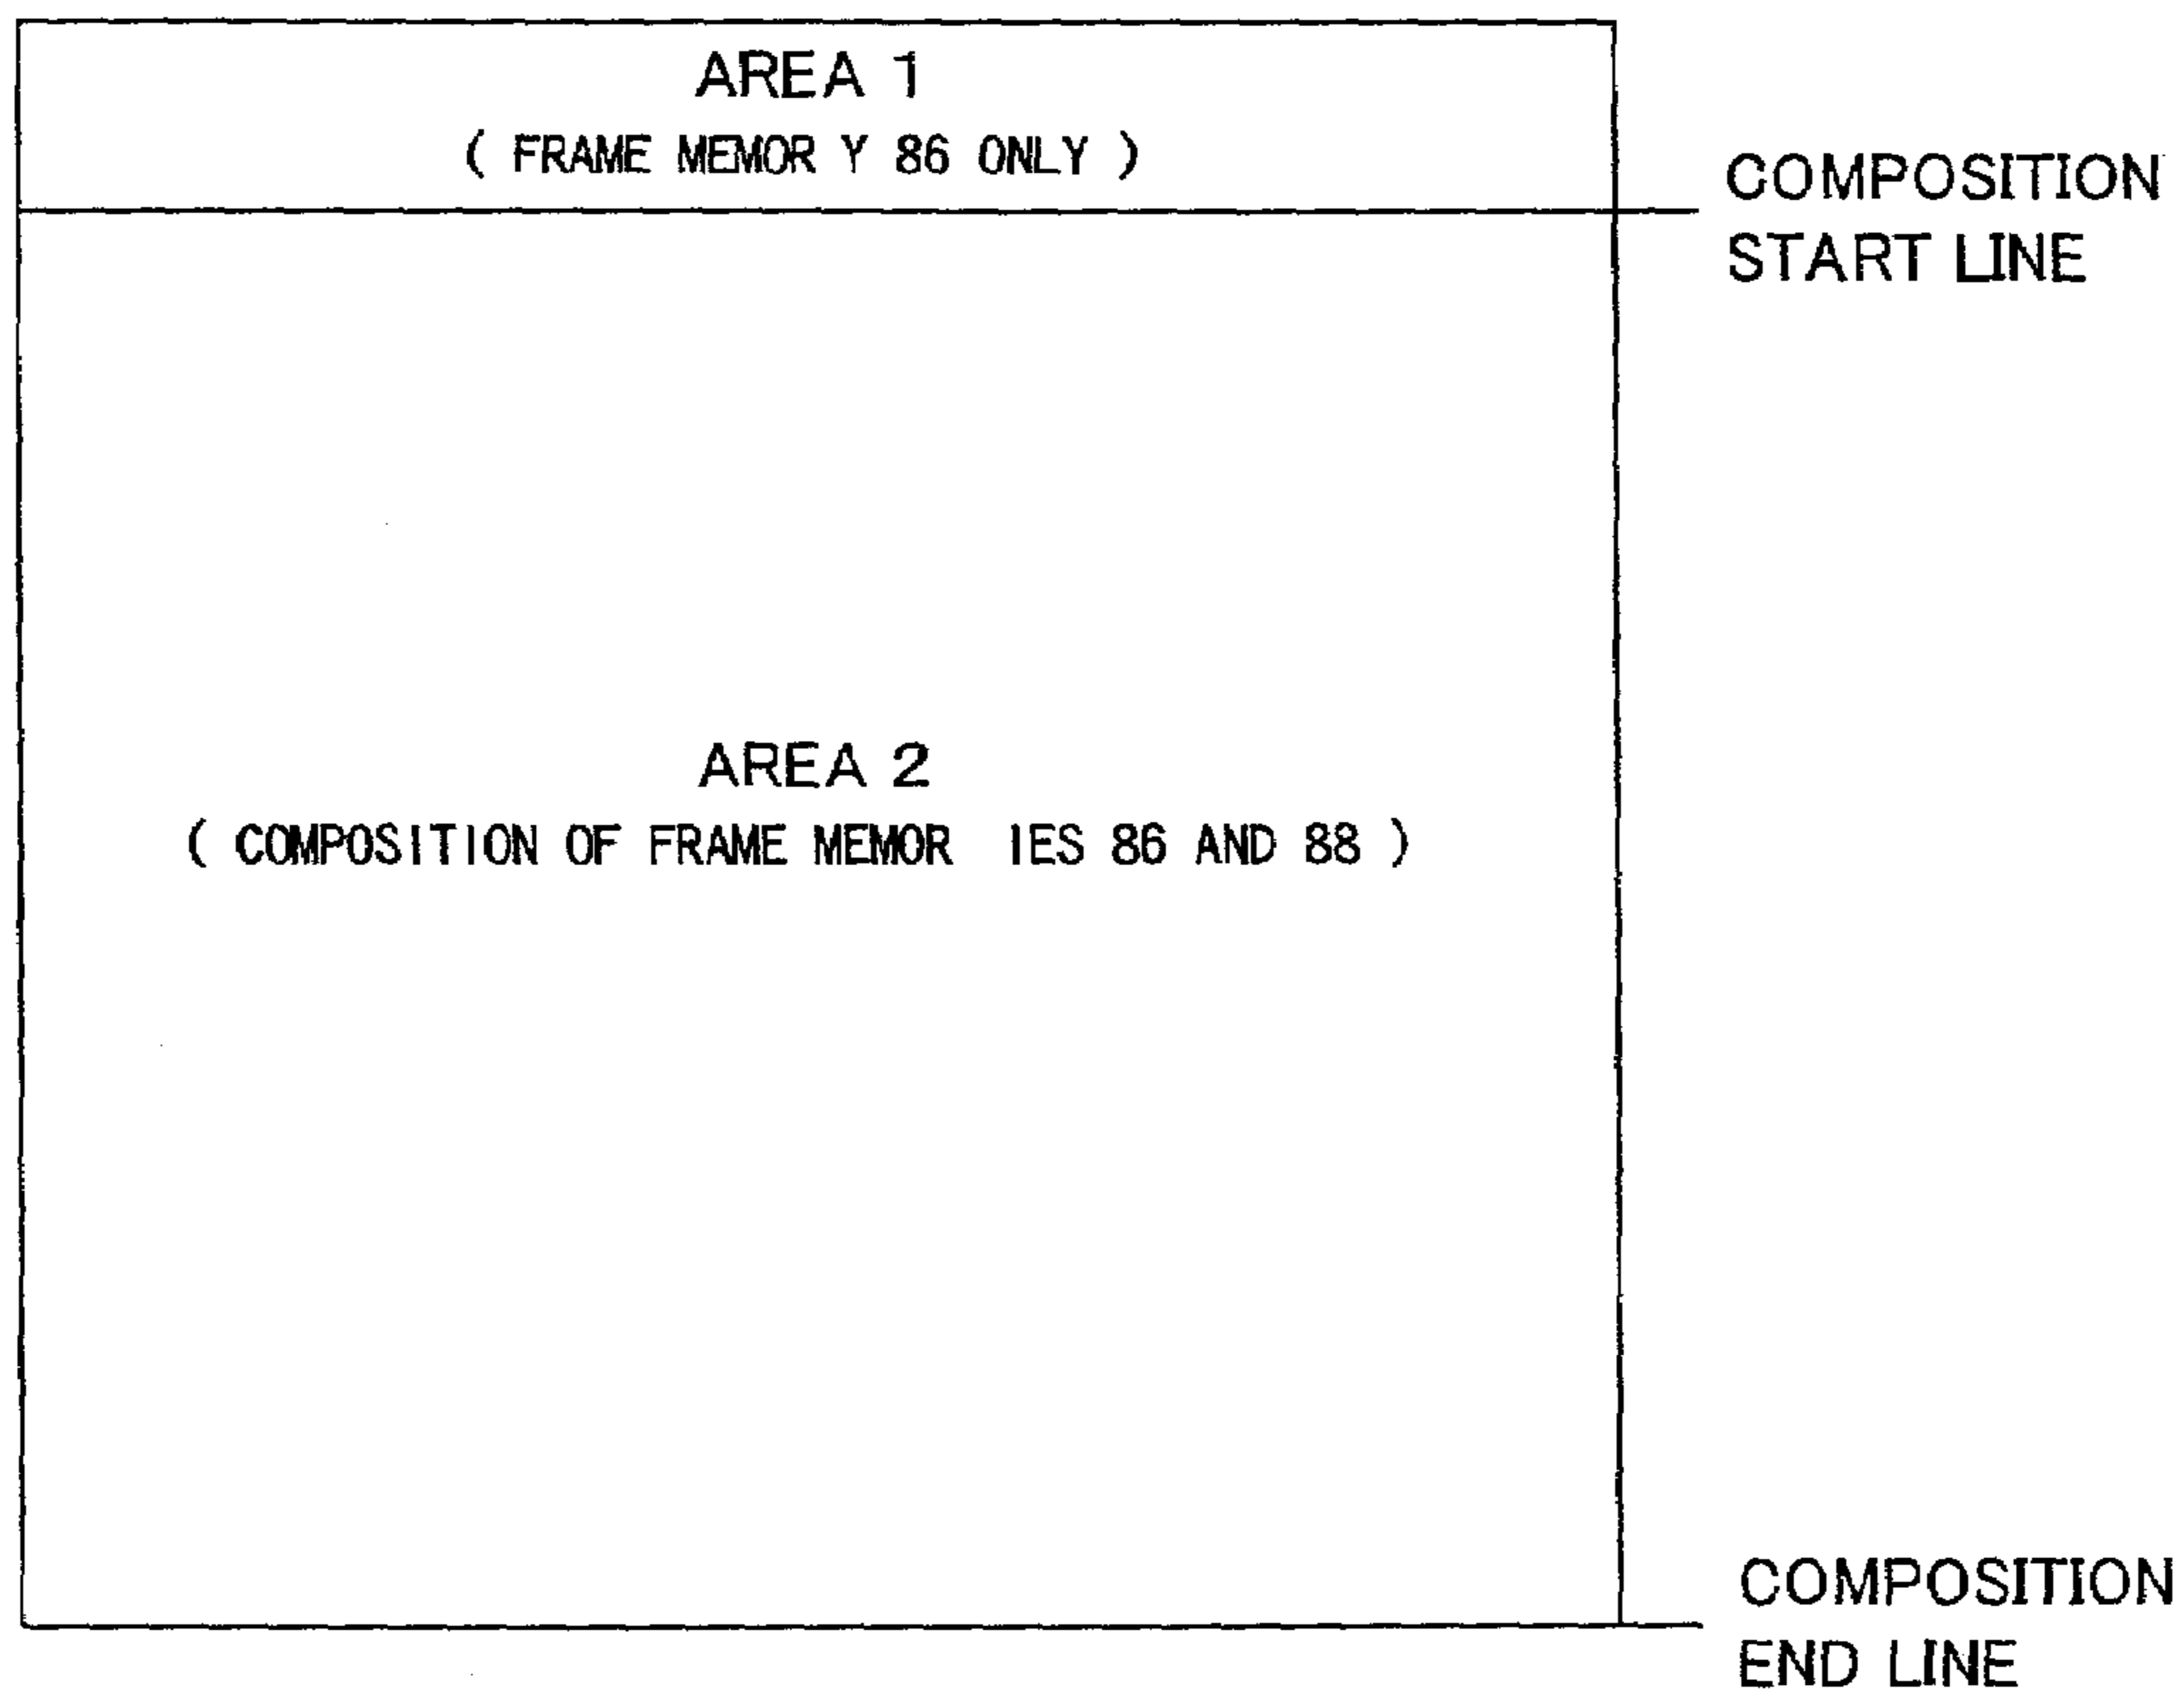 AREA 1
( FRAME MEMOR Y 86 ONLY )
COMPOSITION
START LINE
AREA 2
( COMPOSITION OF FRAME MEMOR IES 86 AND 88 )
COMPOSITION
END LINE